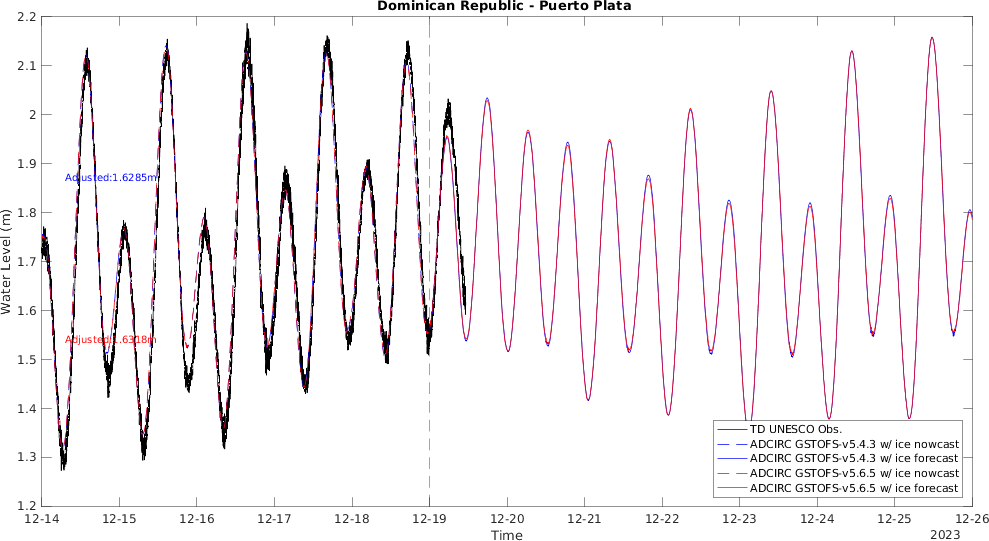 Dominican Republic - Puerto Plata
Water Level (m)
2.2
2.1
2
1.9
1.8
1.7
1.6
1.5
1.4
1.3
1.2
Adjusted:1.6285m
Adjusted:1.6318m
TD UNESCO Obs.
ADCIRC GSTOFS-v5.4.3 w/ ice nowcast
ADCIRC GSTOFS-v5.4.3 w/ ice forecast
ADCIRC GSTOFS-v5.6.5 w/ ice nowcast
ADCIRC GSTOFS-v5.6.5 w/ ice forecast
12-14 12-15 12-16 12-17 12-18 12-19 12-20 12-21 12-22 12-23 12-24 12-25 12-26
Time
2023